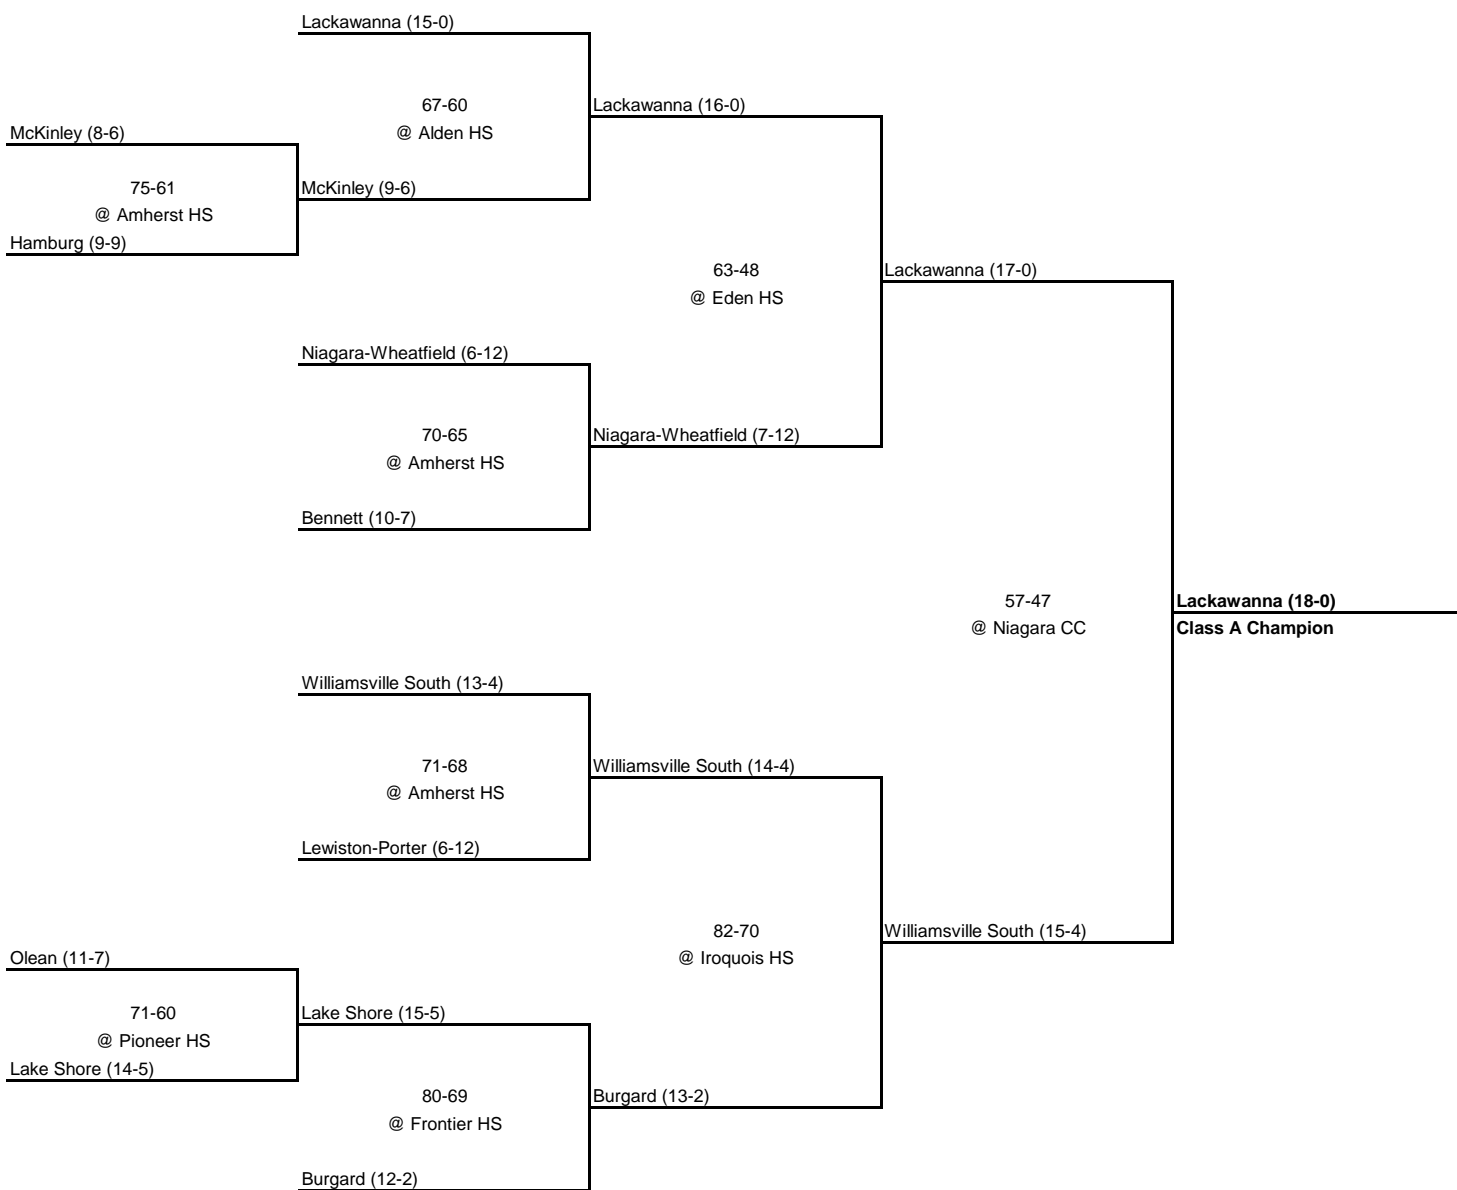 Lackawanna (15-0)
67-60
@ Alden HS
Lackawanna (16-0)
McKinley (8-6)
75-61
@ Amherst HS
McKinley (9-6)
Hamburg (9-9)
63-48
@ Eden HS
Lackawanna (17-0)
Niagara-Wheatfield (6-12)
70-65
@ Amherst HS
Niagara-Wheatfield (7-12)
Bennett (10-7)
57-47
@ Niagara CC
Lackawanna (18-0)
Class A Champion
Williamsville South (13-4)
71-68
@ Amherst HS
Williamsville South (14-4)
Lewiston-Porter (6-12)
82-70
@ Iroquois HS
Williamsville South (15-4)
Olean (11-7)
71-60
@ Pioneer HS
Lake Shore (15-5)
Lake Shore (14-5)
80-69
@ Frontier HS
Burgard (13-2)
Burgard (12-2)